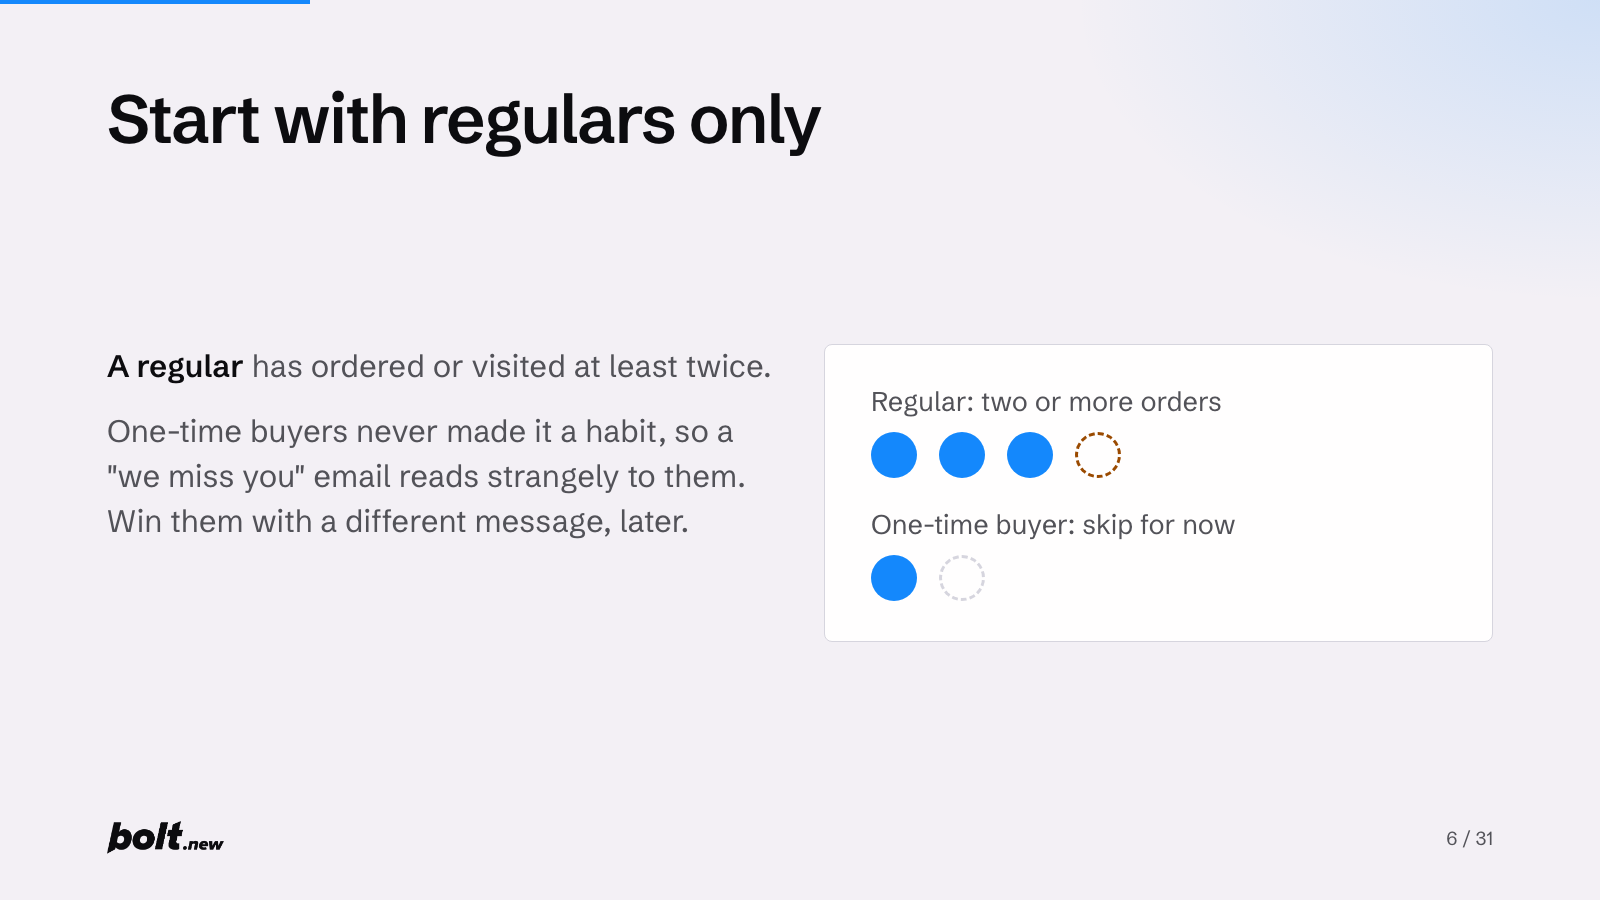 Start with regulars only
A regular has ordered or visited at least twice.
One-time buyers never made it a habit, so a
"we miss you" email reads strangely to them.
Win them with a different message, later.
Regular: two or more orders
One-time buyer: skip for now
bolt.new
6 / 31